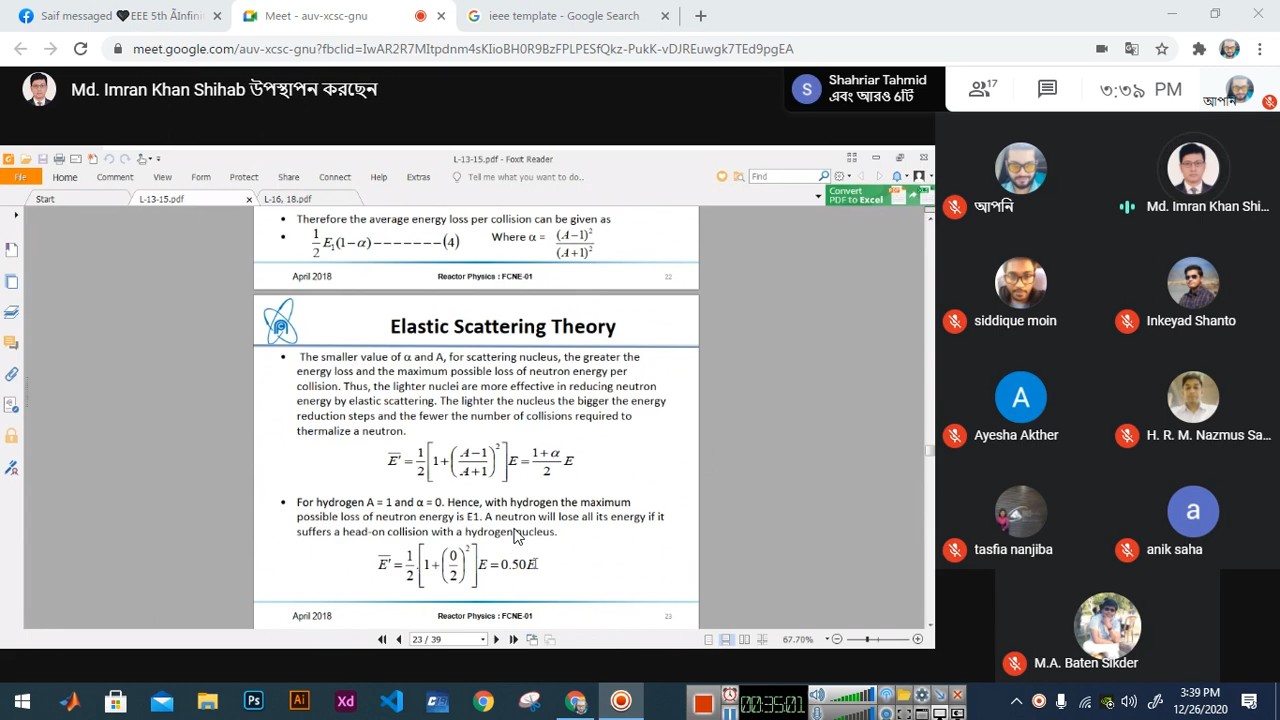 Saif messaged 🖤EEE 5th ÃInfini
Meet - auv-xcsc-gnu
ieee template - Google Search
meet.google.com/auv-xcsc-gnu?fbclid=IwAR2R7MItpdnm4sKIioBH0R9BzFPLPESfQkz-PukK-vDJREuwgk7TEd9pgEA
Md. Imran Khan Shihab উপস্থাপন করছেন
S
Shahriar Tahmid
এবং আরও ৬টি
17
৩:৩৯ PM
আপনি
L-13-15.pdf - Foxit Reader
File Home Comment View Form Protect Share Connect Help Extras Tell me what you want to do... Find
Start L-13-15.pdf L-16, 18.pdf
Convert
PDF to Excel
• Therefore the average energy loss per collision can be given as
• 1/2 E₁(1−α)−−−−−−−(4) Where α = (A−1)²/(A+1)²
April 2018 Reactor Physics : FCNE-01 22
Elastic Scattering Theory
• The smaller value of α and A, for scattering nucleus, the greater the
energy loss and the maximum possible loss of neutron energy per
collision. Thus, the lighter nuclei are more effective in reducing neutron
energy by elastic scattering. The lighter the nucleus the bigger the energy
reduction steps and the fewer the number of collisions required to
thermalize a neutron.
E̅′ = 1/2 [1+(A−1/A+1)²] E = 1+α/2 E
• For hydrogen A = 1 and α = 0. Hence, with hydrogen the maximum
possible loss of neutron energy is E1. A neutron will lose all its energy if it
suffers a head-on collision with a hydrogen nucleus.
E̅′ = 1/2.[1+(0/2)²] E = 0.50E
April 2018 Reactor Physics : FCNE-01 23
23 / 39
67.70%
আপনি
Md. Imran Khan Shi...
siddique moin
Inkeyad Shanto
A
Ayesha Akther
H. R. M. Nazmus Sa...
tasfia nanjiba
a
anik saha
M.A. Baten Sikder
Ps Ai Xd
00:35:01
3:39 PM
12/26/2020